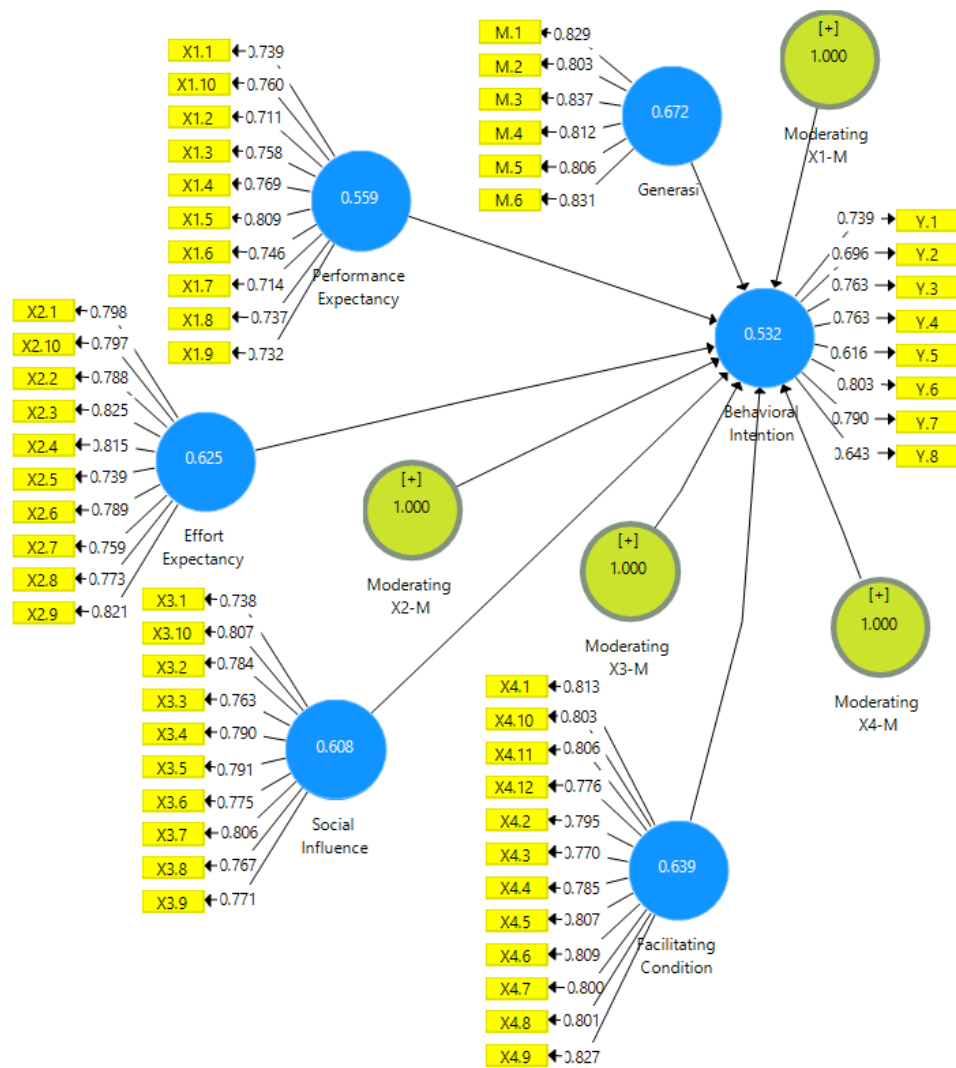 X1.1 0.739
X1.10 0.760
X1.2 0.711
X1.3 0.758
X1.4 0.769
X1.5 0.809
X1.6 0.746
X1.7 0.714
X1.8 0.737
X1.9 0.732
0.559
Performance
Expectancy
M.1 0.829
M.2 0.803
M.3 0.837
M.4 0.812
M.5 0.806
M.6 0.831
0.672
Generasi
[+]
1.000
Moderating
X1-M
0.739 Y.1
0.696 Y.2
0.763 Y.3
0.763 Y.4
0.616 Y.5
0.803 Y.6
0.790 Y.7
0.643 Y.8
0.532
Behavioral
Intention
X2.1 0.798
X2.10 0.797
X2.2 0.788
X2.3 0.825
X2.4 0.815
X2.5 0.739
X2.6 0.789
X2.7 0.759
X2.8 0.773
X2.9 0.821
0.625
Effort
Expectancy
[+]
1.000
Moderating
X2-M
[+]
1.000
Moderating
X3-M
[+]
1.000
Moderating
X4-M
X3.1 0.738
X3.10 0.807
X3.2 0.784
X3.3 0.763
X3.4 0.790
X3.5 0.791
X3.6 0.775
X3.7 0.806
X3.8 0.767
X3.9 0.771
0.608
Social
Influence
X4.1 0.813
X4.10 0.803
X4.11 0.806
X4.12 0.776
X4.2 0.795
X4.3 0.770
X4.4 0.785
X4.5 0.807
X4.6 0.809
X4.7 0.800
X4.8 0.801
X4.9 0.827
0.639
Facilitating
Condition